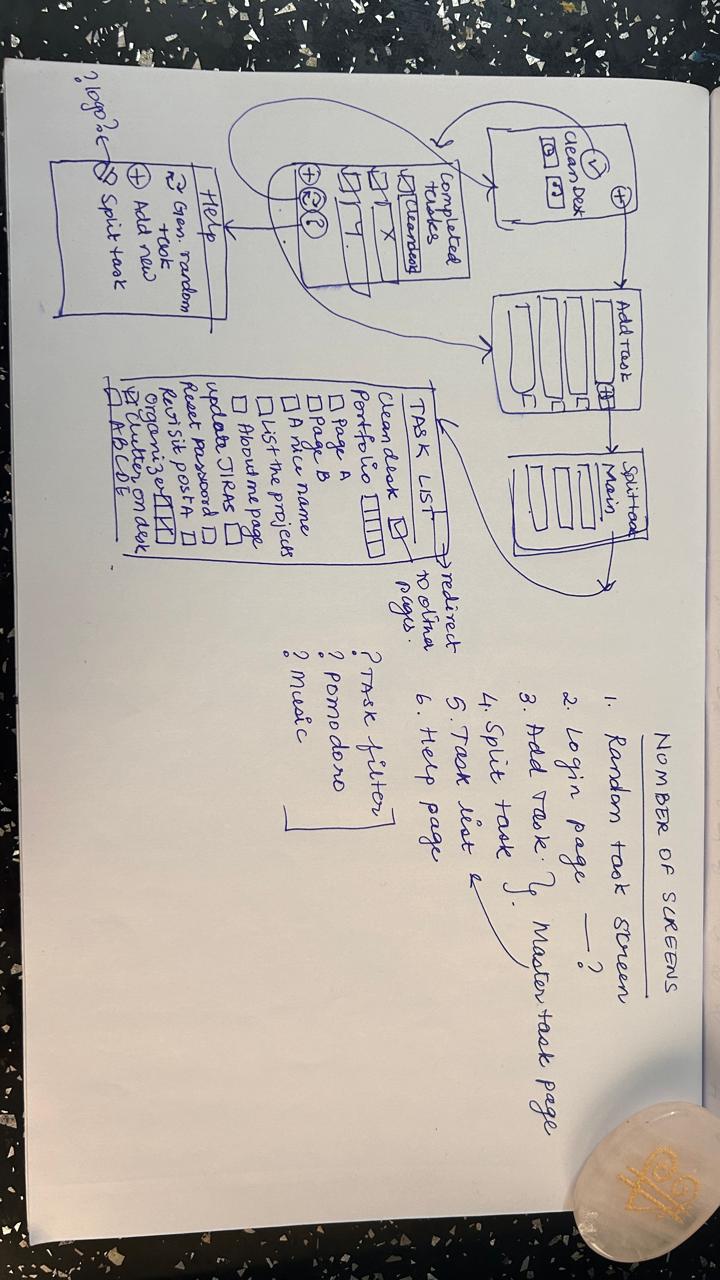 NUMBER OF SCREENS
1. Random task screen
2. Login page — ?
3. Add Task
4. Split task
Master task page
5. Task list
6. Help page
? TASK filter
? Pomodoro
? Music
Clean Desk
Add Task
Split task
Main
Completed
tasks
Clean desk
X
Y
?
Help
Gen. random
task
Add new
Split task
? logo?
TASK LIST
redirect
to other
pages.
Clean desk
Portfolio
Page A
Page B
A nice name
List the projects
About me page
update JIRAS
Reset password
Revisit post A
Organizer
Clutter on desk
ABCDE